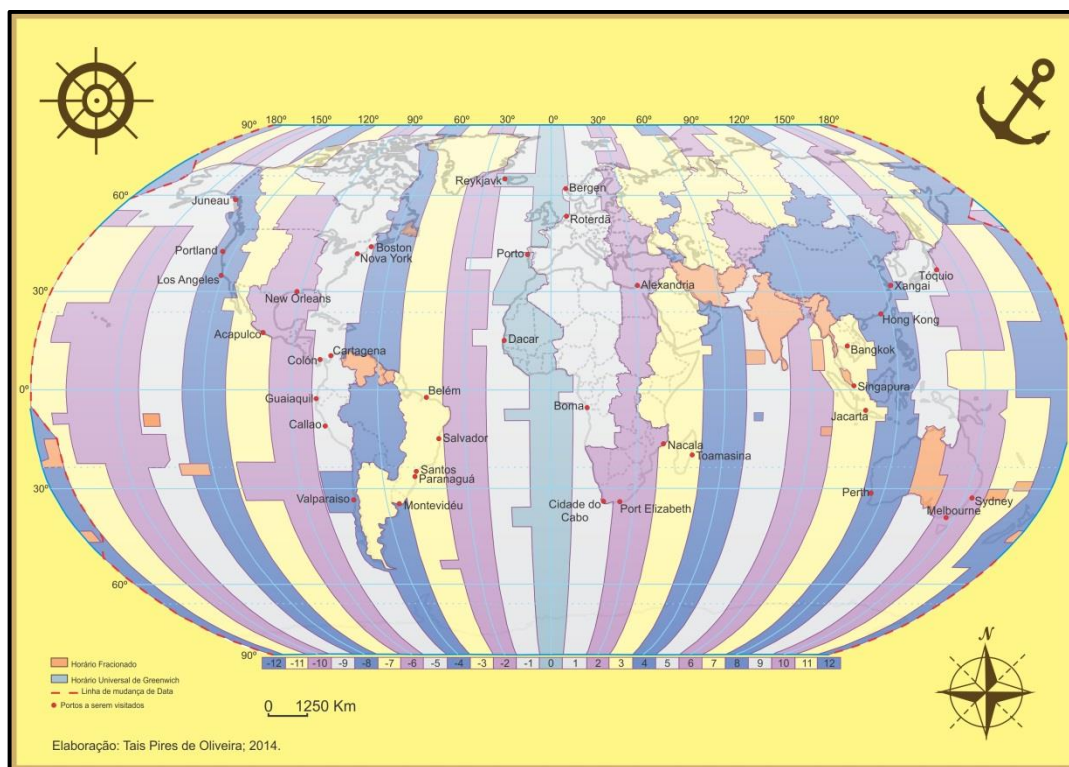 180º 150º 120º 90º 60º 30º 0º 30º 60º 90º 120º 150º 180º
90º
Reykjavk
Bergen
60º
Juneau
Roterdã
Portland
Boston
Nova York
Porto
Tóquio
Los Angeles
Alexandria
Xangai
30º
New Orleans
Hong Kong
Acapulco
Dacar
Bangkok
Cartagena
Colón
Singapura
0º
Belém
Guaiaquil
Boma
Jacarta
Callao
Salvador
Nacala
Toamasina
Santos
Paranaguá
30º
Valparaiso
Montevidéu
Cidade do
Cabo
Port Elizabeth
Perth
Sydney
Melbourne
60º
N
90º
-12 -11 -10 -9 -8 -7 -6 -5 -4 -3 -2 -1 0 1 2 3 4 5 6 7 8 9 10 11 12
Horário Fracionado
Horário Universal de Greenwich
Linha de mudança de Data
Portos a serem visitados
0 1250 Km
Elaboração: Tais Pires de Oliveira; 2014.